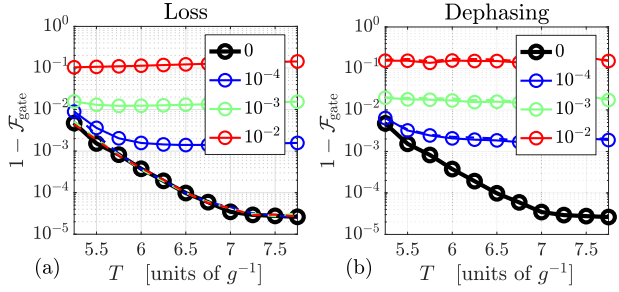 Loss
10^0
10^-1
10^-2
10^-3
10^-4
10^-5
1 − F_gate
0
10^-4
10^-3
10^-2
5.5 6 6.5 7 7.5
(a) T [units of g^-1]
Dephasing
10^0
10^-1
10^-2
10^-3
10^-4
10^-5
1 − F_gate
0
10^-4
10^-3
10^-2
5.5 6 6.5 7 7.5
(b) T [units of g^-1]